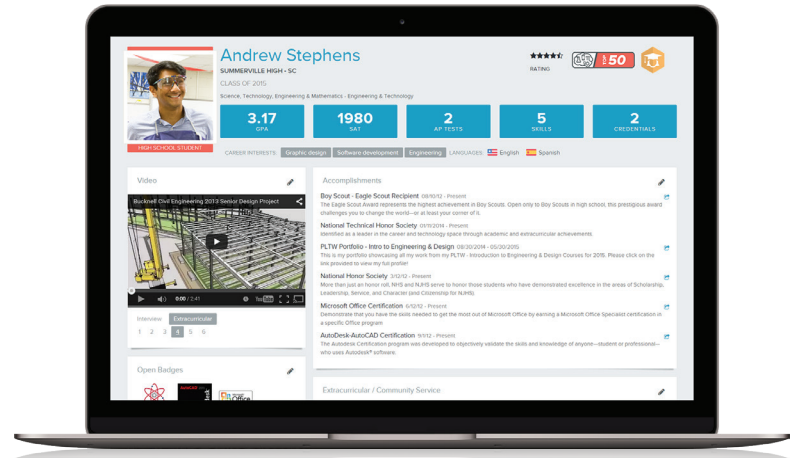 Andrew Stephens
SUMMERVILLE HIGH - SC
CLASS OF 2015
Science, Technology, Engineering & Mathematics - Engineering & Technology
RATING
50
3.17
GPA
1980
SAT
2
AP TESTS
5
SKILLS
2
CREDENTIALS
HIGH SCHOOL STUDENT
CAREER INTERESTS: Graphic design Software development Engineering LANGUAGES: English Spanish
Video
Bucknell Civil Engineering 2013 Senior Design Project
0:00 / 2:41
YouTube
Interview Extracurricular
1 2 3 4 5 6
Open Badges
Office
Accomplishments
Boy Scout - Eagle Scout Recipient 09/10/12 - Present
The Eagle Scout Award represents the highest achievement in Boy Scouts. Open only to Boy Scouts in high school, the prestigious award
challenges you to change the world—or at least your corner of it.
National Technical Honor Society 01/11/2014 - Present
Identified as a leader in the career and technology space through academic and extracurricular achievements.
PLTW Portfolio - Intro to Engineering & Design 08/30/2014 - 05/30/2015
This is my portfolio showcasing all my work from my PLTW - Introduction to Engineering & Design Courses for 2015. Please click on the
link provided to view my full profile!
National Honor Society 3/12/12 - Present
More than just an honor roll, NHS and NJHS serve to honor those students who have demonstrated excellence in the areas of Scholarship,
Leadership, Service, and Character (and Citizenship for NJHS).
Microsoft Office Certification 6/12/12 - Present
Demonstrate that you have the skills needed to get the most out of Microsoft Office by earning a Microsoft Office Specialist certification in
a specific Office program
AutoDesk-AutoCAD Certification 9/1/12 - Present
The Autodesk Certification program was developed to objectively validate the skills and knowledge of anyone—student or professional—
who uses Autodesk® software.
Extracurricular / Community Service